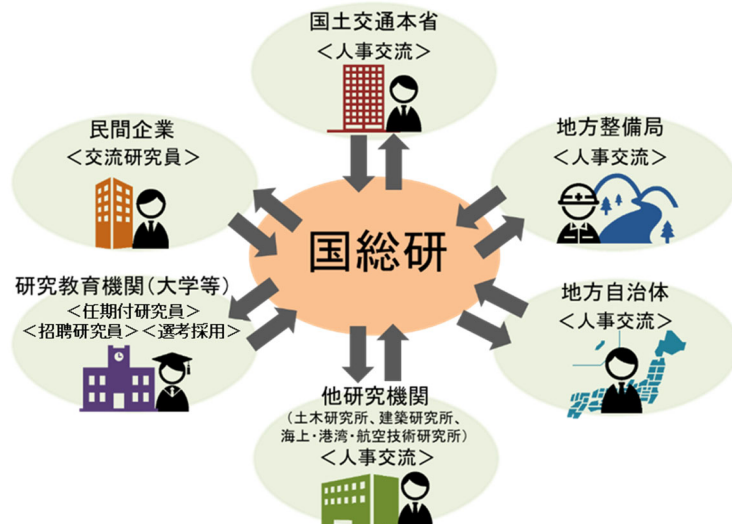 国土交通本省
＜人事交流＞
民間企業
＜交流研究員＞
地方整備局
＜人事交流＞
国総研
研究教育機関（大学等）
＜任期付研究員＞
＜招聘研究員＞＜選考採用＞
地方自治体
＜人事交流＞
他研究機関
（土木研究所、建築研究所、
海上・港湾・航空技術研究所）
＜人事交流＞